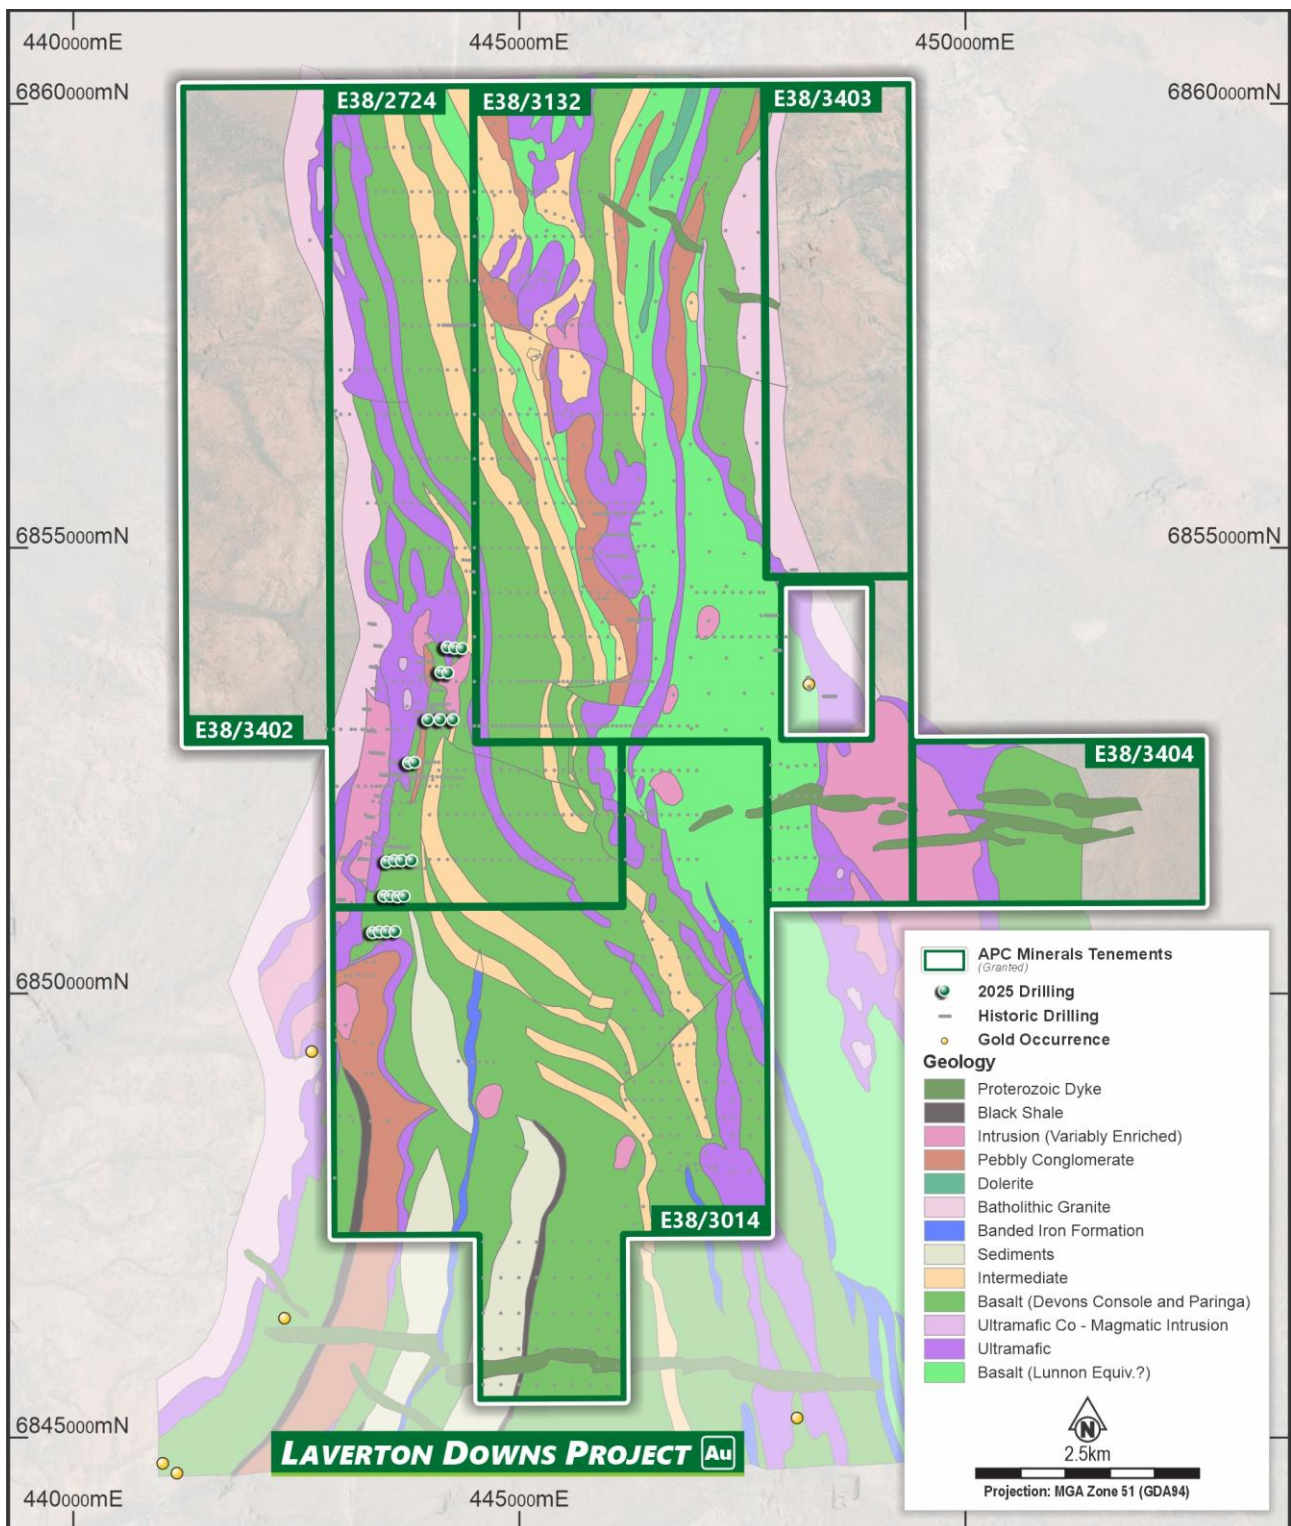 440000mE 445000mE 450000mE
6860000mN 6860000mN
E38/2724 E38/3132 E38/3403
6855000mN 6855000mN
E38/3402 E38/3404
6850000mN
E38/3014
6845000mN
APC Minerals Tenements
(Granted)
2025 Drilling
Historic Drilling
Gold Occurrence
Geology
Proterozoic Dyke
Black Shale
Intrusion (Variably Enriched)
Pebbly Conglomerate
Dolerite
Batholithic Granite
Banded Iron Formation
Sediments
Intermediate
Basalt (Devons Console and Paringa)
Ultramafic Co - Magmatic Intrusion
Ultramafic
Basalt (Lunnon Equiv.?)
N
2.5km
Projection: MGA Zone 51 (GDA94)
LAVERTON DOWNS PROJECT Au
440000mE 445000mE